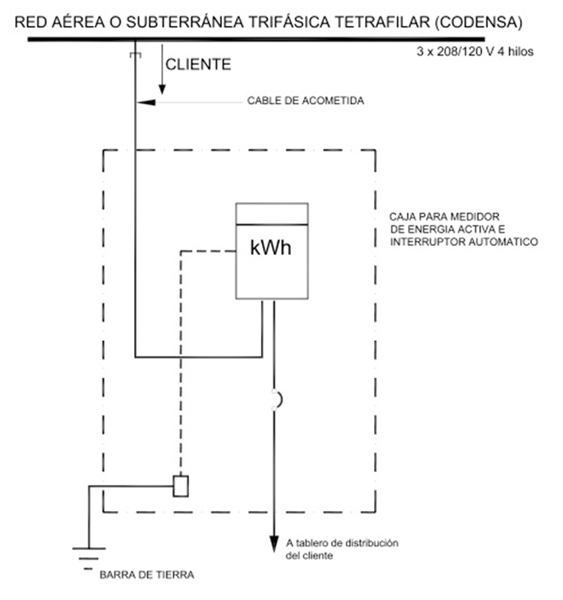 RED AÉREA O SUBTERRÁNEA TRIFÁSICA TETRAFILAR (CODENSA)
3 x 208/120 V 4 hilos
CLIENTE
CABLE DE ACOMETIDA
CAJA PARA MEDIDOR
DE ENERGIA ACTIVA E
INTERRUPTOR AUTOMATICO
kWh
A tablero de distribución
del cliente
BARRA DE TIERRA